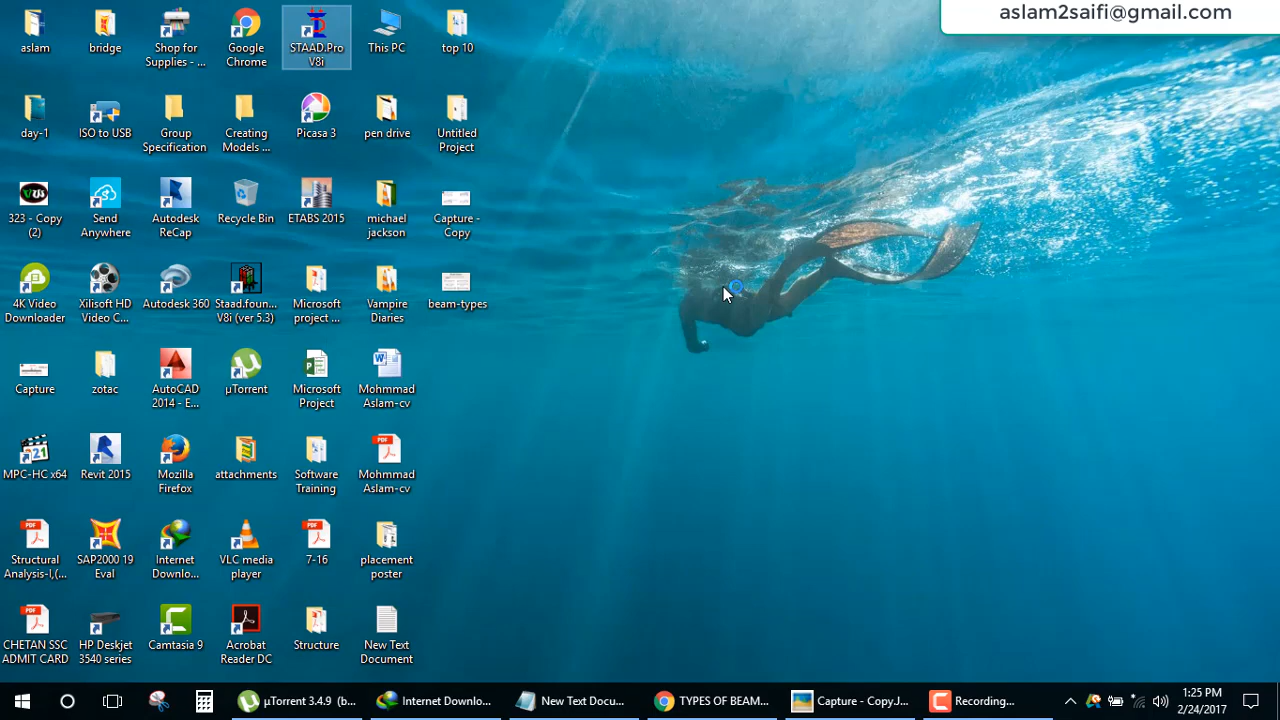 aslam2saifi@gmail.com
aslam
bridge
Shop for
Supplies - ...
Google
Chrome
STAAD.Pro
V8i
This PC
top 10
day-1
ISO to USB
Group
Specification
Creating
Models ...
Picasa 3
pen drive
Untitled
Project
323 - Copy
(2)
Send
Anywhere
Autodesk
ReCap
Recycle Bin
ETABS 2015
michael
jackson
Capture -
Copy
4K Video
Downloader
Xilisoft HD
Video C...
Autodesk 360
Staad.foun...
V8i (ver 5.3)
Microsoft
project ...
Vampire
Diaries
beam-types
Capture
zotac
AutoCAD
2014 - E...
µTorrent
Microsoft
Project
Mohmmad
Aslam-cv
MPC-HC x64
Revit 2015
Mozilla
Firefox
attachments
Software
Training
Mohmmad
Aslam-cv
Structural
Analysis-I,(...
SAP2000 19
Eval
Internet
Downlo...
VLC media
player
7-16
placement
poster
CHETAN SSC
ADMIT CARD
HP Deskjet
3540 series
Camtasia 9
Acrobat
Reader DC
Structure
New Text
Document
µTorrent 3.4.9 (b...
Internet Downlo...
New Text Docu...
TYPES OF BEAM...
Capture - CopyJ...
Recording...
1:25 PM
2/24/2017